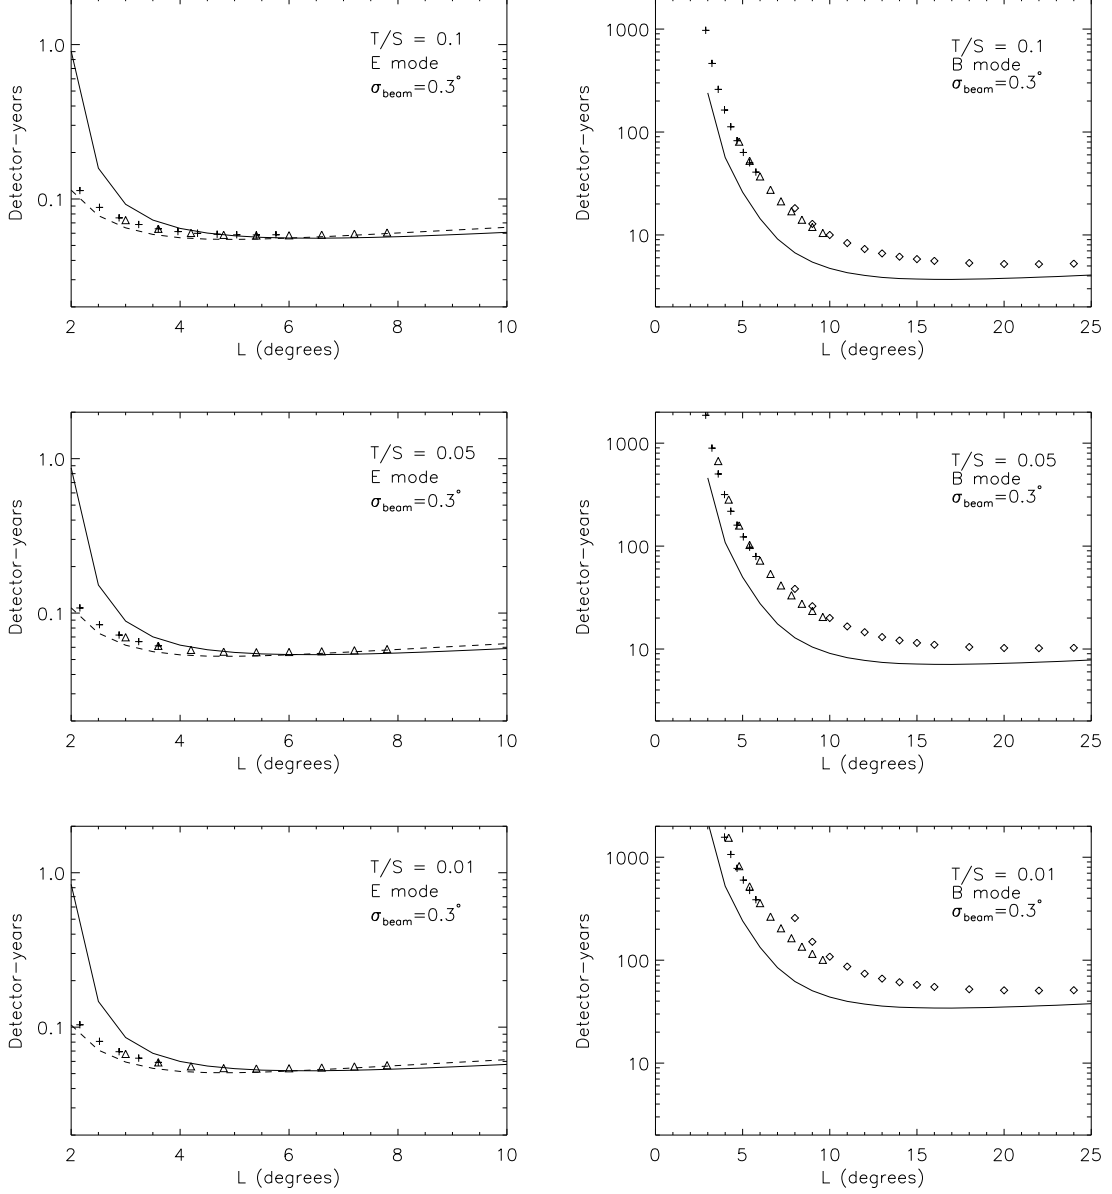 T/S = 0.1
E mode
σbeam=0.3°
1.0
0.1
Detector-years
2 4 6 8 10
L (degrees)
T/S = 0.1
B mode
σbeam=0.3°
1000
100
10
Detector-years
0 5 10 15 20 25
L (degrees)
T/S = 0.05
E mode
σbeam=0.3°
1.0
0.1
Detector-years
2 4 6 8 10
L (degrees)
T/S = 0.05
B mode
σbeam=0.3°
1000
100
10
Detector-years
0 5 10 15 20 25
L (degrees)
T/S = 0.01
E mode
σbeam=0.3°
1.0
0.1
Detector-years
2 4 6 8 10
L (degrees)
T/S = 0.01
B mode
σbeam=0.3°
1000
100
10
Detector-years
0 5 10 15 20 25
L (degrees)